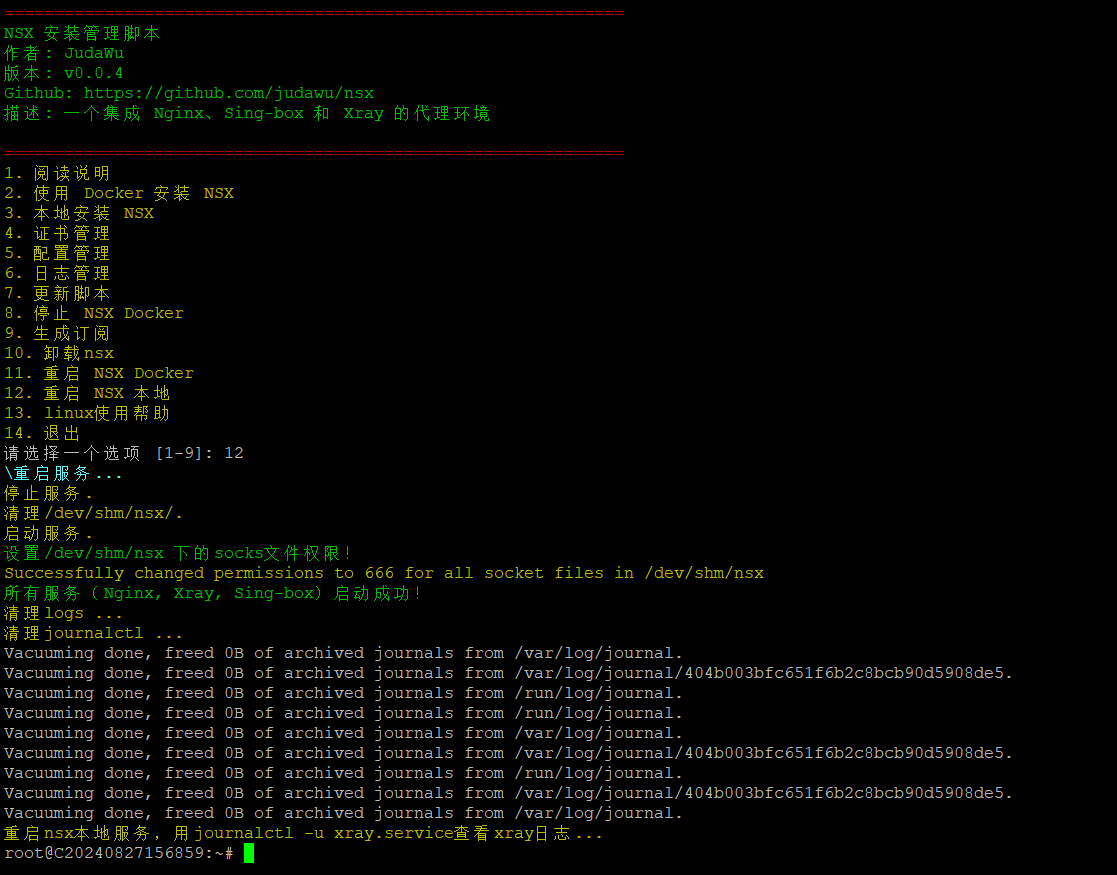 ==============================================================
NSX 安装管理脚本
作者: JudaWu
版本: v0.0.4
Github: https://github.com/judawu/nsx
描述: 一个集成 Nginx、Sing-box 和 Xray 的代理环境
==============================================================
1. 阅读说明
2. 使用 Docker 安装 NSX
3. 本地安装 NSX
4. 证书管理
5. 配置管理
6. 日志管理
7. 更新脚本
8. 停止 NSX Docker
9. 生成订阅
10. 卸载nsx
11. 重启 NSX Docker
12. 重启 NSX 本地
13. linux使用帮助
14. 退出
请选择一个选项 [1-9]: 12
\重启服务...
停止服务.
清理/dev/shm/nsx/.
启动服务.
设置/dev/shm/nsx 下的socks文件权限!
Successfully changed permissions to 666 for all socket files in /dev/shm/nsx
所有服务（Nginx, Xray, Sing-box）启动成功!
清理logs ...
清理journalctl ...
Vacuuming done, freed 0B of archived journals from /var/log/journal.
Vacuuming done, freed 0B of archived journals from /var/log/journal/404b003bfc651f6b2c8bcb90d5908de5.
Vacuuming done, freed 0B of archived journals from /run/log/journal.
Vacuuming done, freed 0B of archived journals from /run/log/journal.
Vacuuming done, freed 0B of archived journals from /var/log/journal.
Vacuuming done, freed 0B of archived journals from /var/log/journal/404b003bfc651f6b2c8bcb90d5908de5.
Vacuuming done, freed 0B of archived journals from /run/log/journal.
Vacuuming done, freed 0B of archived journals from /var/log/journal/404b003bfc651f6b2c8bcb90d5908de5.
Vacuuming done, freed 0B of archived journals from /var/log/journal.
重启nsx本地服务，用journalctl -u xray.service查看xray日志...
root@C20240827156859:~#